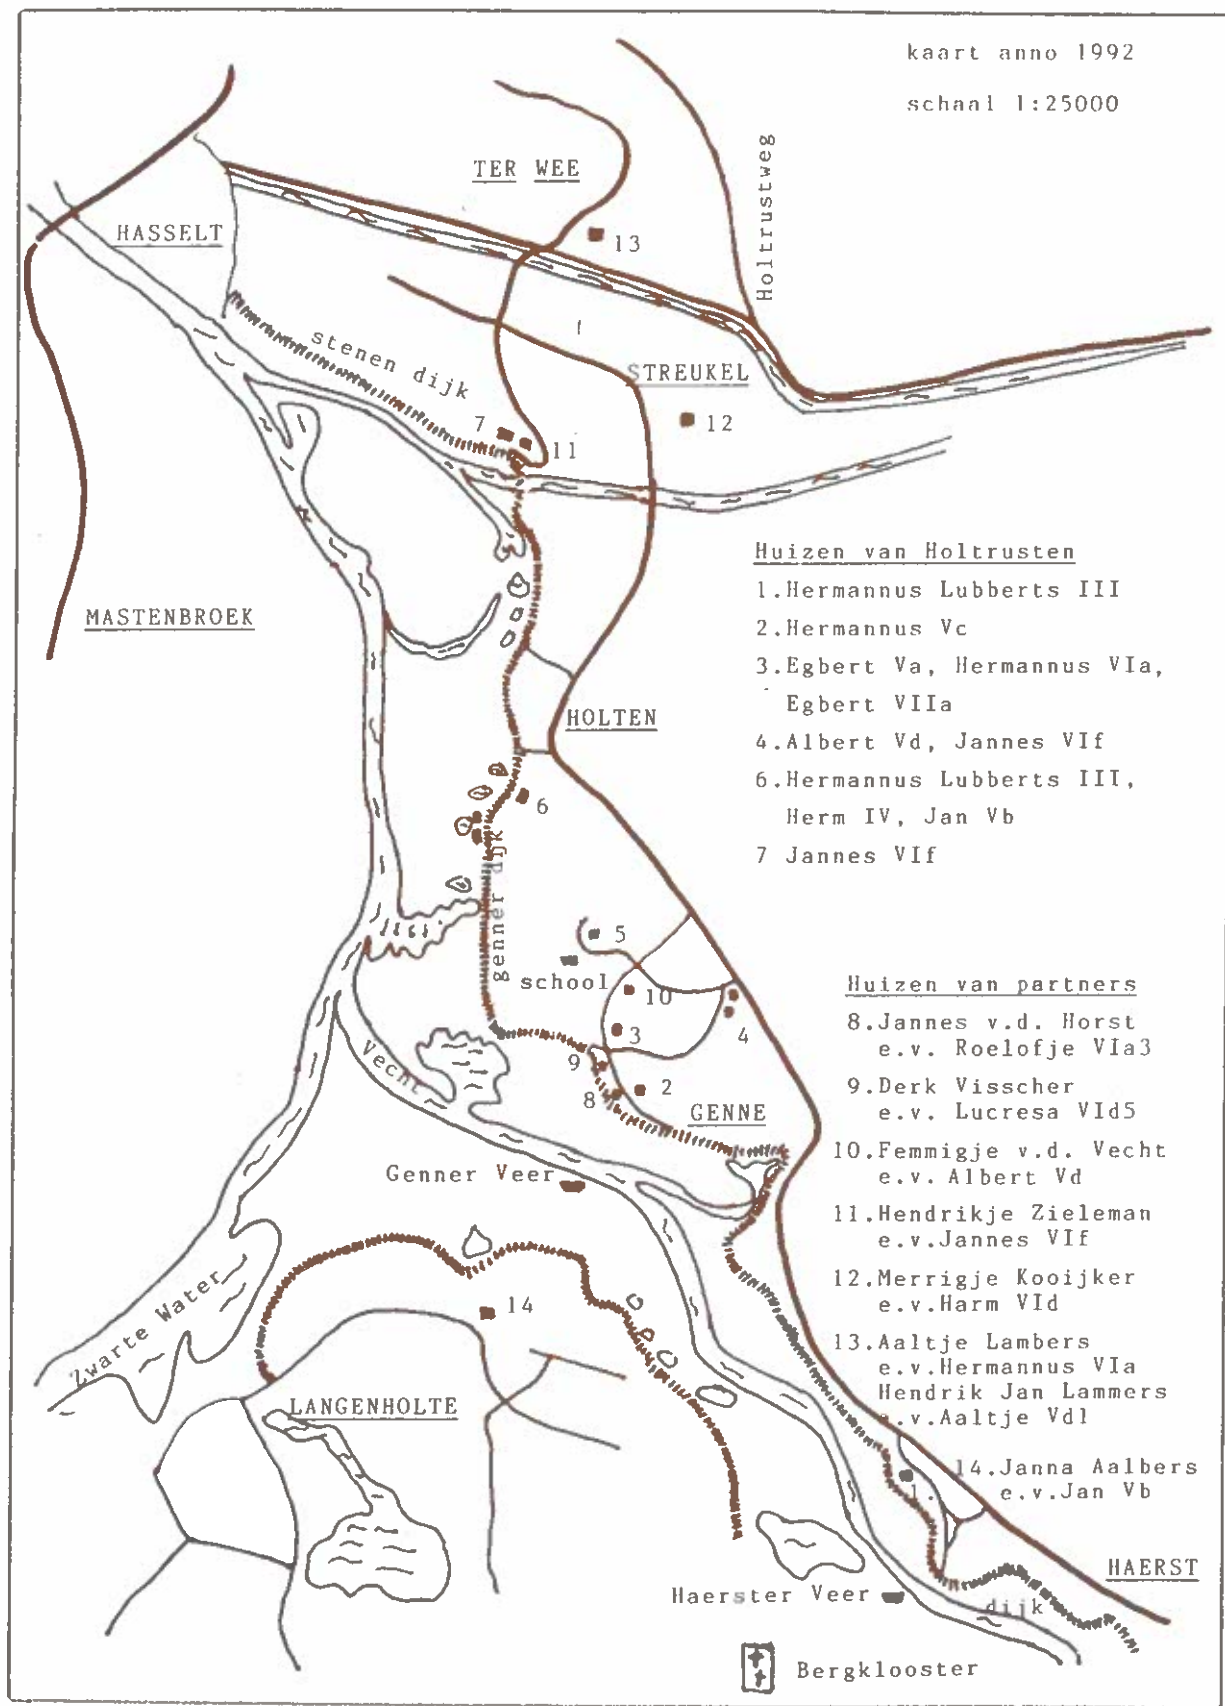 kaart anno 1992
schaal 1:25000
TER WEE
Holtrustweg
HASSELT
13
stenen dijk
STREUKEL
7
11
12
Huizen van Holtrusten
1.Hermannus Lubberts III
2.Hermannus Vc
3.Egbert Va, Hermannus VIa,
Egbert VIIa
4.Albert Vd, Jannes VIf
6.Hermannus Lubberts III,
Herm IV, Jan Vb
7 Jannes VIf
MASTENBROEK
HOLTEN
6
genner dijk
5
school
10
3
4
9
8
2
GENNE
Vecht
Genner Veer
Huizen van partners
8.Jannes v.d. Horst
e.v. Roelofje VIa3
9.Derk Visscher
e.v. Lucresa VId5
10.Femmigje v.d. Vecht
e.v. Albert Vd
11.Hendrikje Zieleman
e.v.Jannes VIf
12.Merrigje Kooijker
e.v.Harm VId
13.Aaltje Lambers
e.v.Hermannus VIa
Hendrik Jan Lammers
e.v.Aaltje Vd1
14.Janna Aalbers
e.v.Jan Vb
Zwarte Water
14
LANGENHOLTE
1.
HAERST
Haerster Veer
dijk
Bergklooster